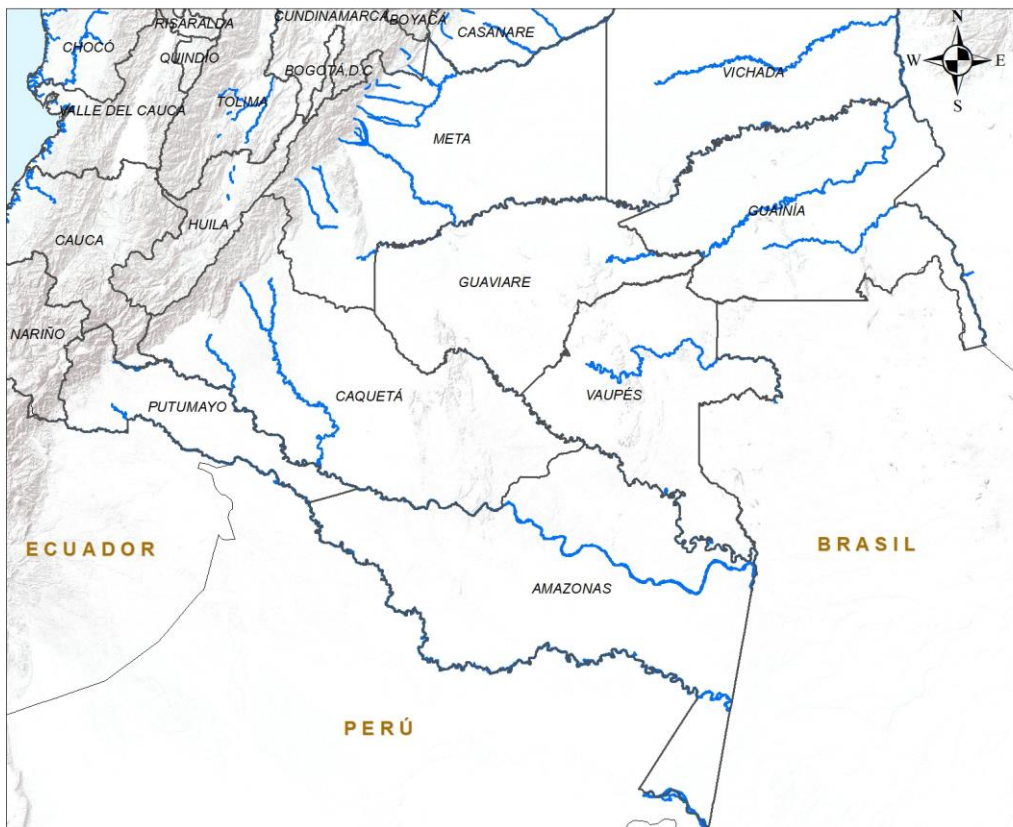 CUNDINAMARCA
BOYACÁ
RISARALDA
N
CASANARE
CHOCÓ
QUINDÍO
W
E
BOGOTÁ,D.C
VICHADA
TOLIMA
S
VALLE DEL CAUCA
META
GUAINÍA
HUILA
CAUCA
GUAVIARE
NARIÑO
CAQUETÁ
VAUPÉS
PUTUMAYO
ECUADOR
BRASIL
AMAZONAS
PERÚ